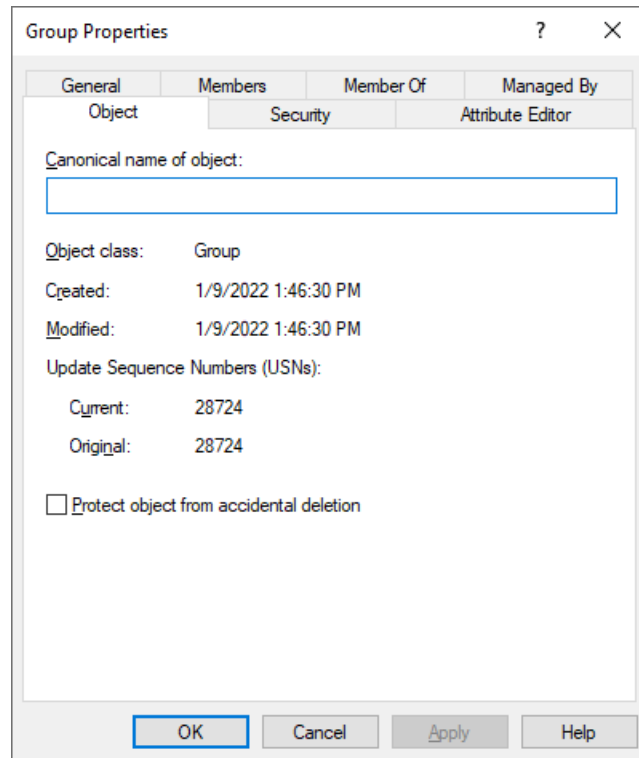 Group Properties ? ×
General Members Member Of Managed By
Object Security Attribute Editor
Canonical name of object:
Object class: Group
Created: 1/9/2022 1:46:30 PM
Modified: 1/9/2022 1:46:30 PM
Update Sequence Numbers (USNs):
Current: 28724
Original: 28724
Protect object from accidental deletion
OK Cancel Apply Help